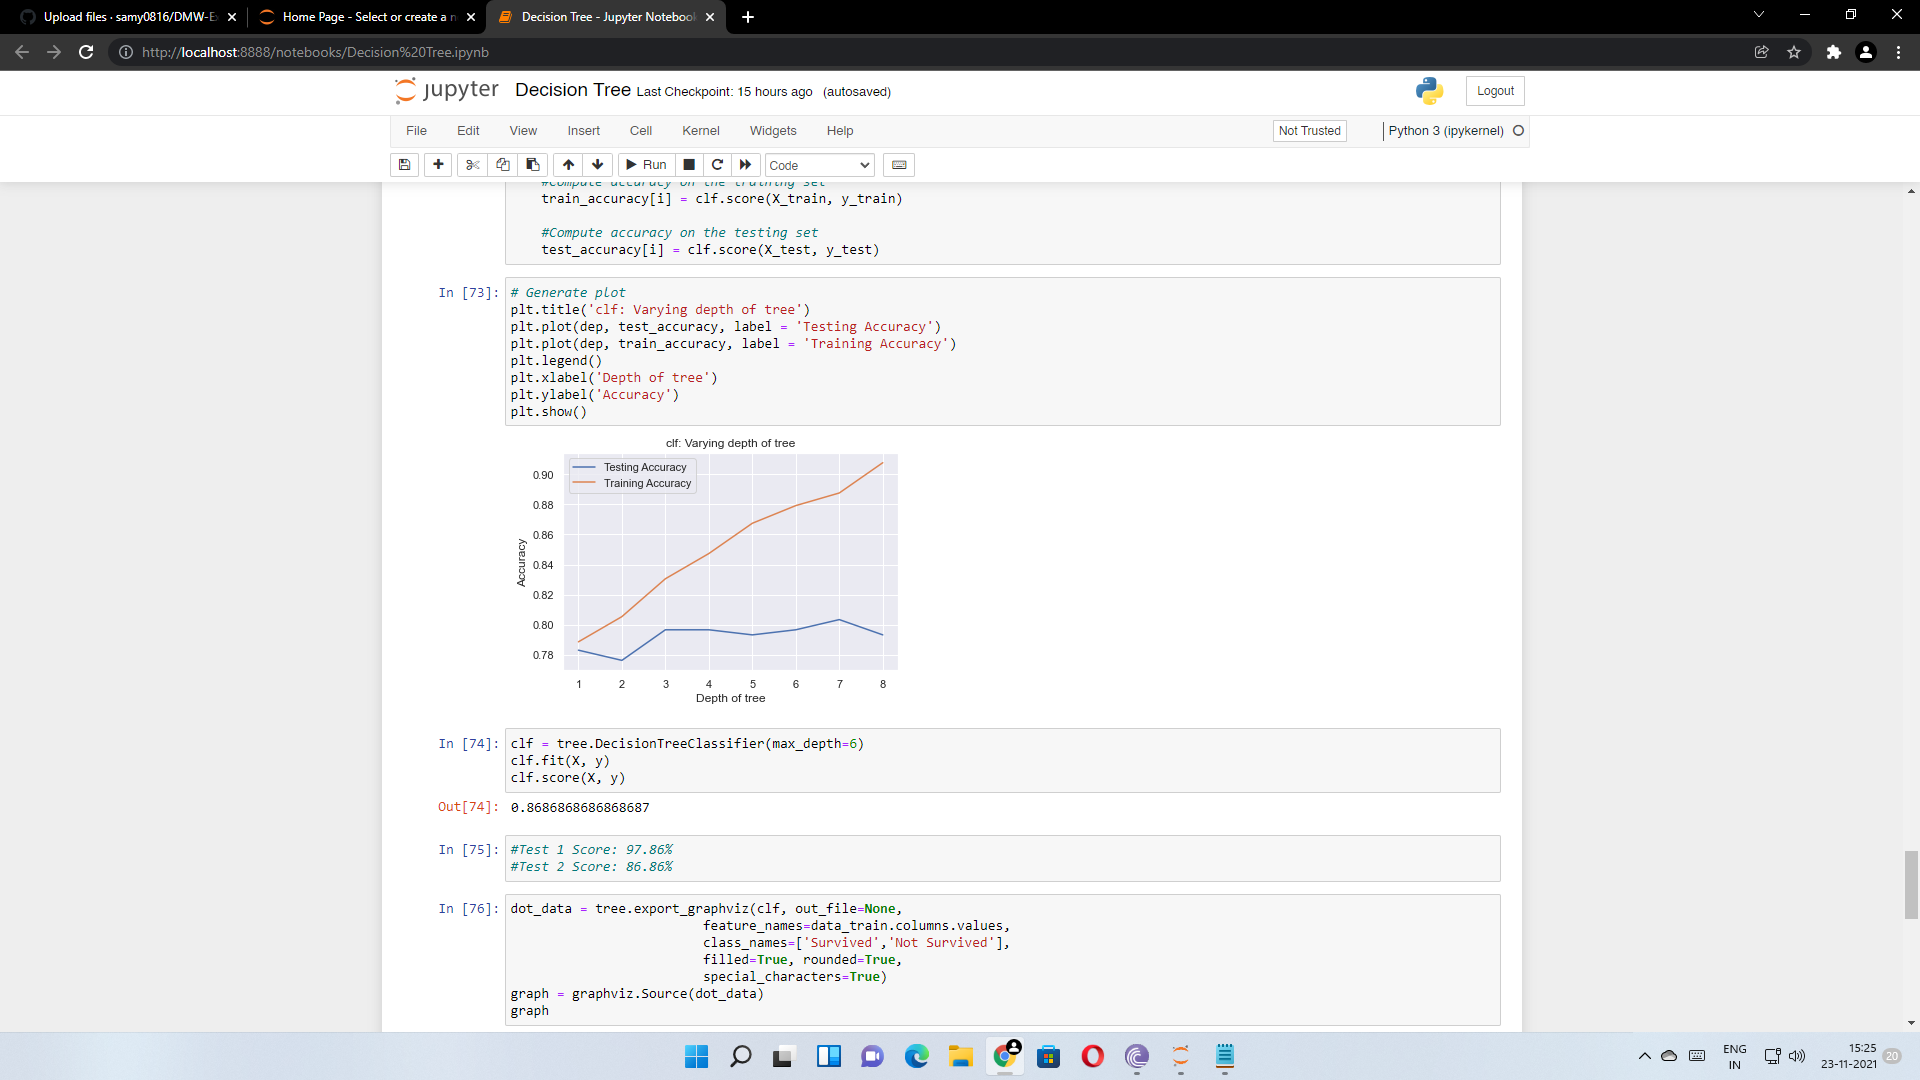 Upload files · samy0816/DMW-E
Home Page - Select or create a n
Decision Tree - Jupyter Notebook
http://localhost:8888/notebooks/Decision%20Tree.ipynb
jupyter Decision Tree Last Checkpoint: 15 hours ago (autosaved)
Logout
File Edit View Insert Cell Kernel Widgets Help
Not Trusted
Python 3 (ipykernel)
Run
Code
#Compute accuracy on the training set
train_accuracy[i] = clf.score(X_train, y_train)
#Compute accuracy on the testing set
test_accuracy[i] = clf.score(X_test, y_test)
In [73]:
# Generate plot
plt.title('clf: Varying depth of tree')
plt.plot(dep, test_accuracy, label = 'Testing Accuracy')
plt.plot(dep, train_accuracy, label = 'Training Accuracy')
plt.legend()
plt.xlabel('Depth of tree')
plt.ylabel('Accuracy')
plt.show()
clf: Varying depth of tree
Testing Accuracy
Training Accuracy
0.90
0.88
0.86
0.84
0.82
0.80
0.78
Accuracy
1 2 3 4 5 6 7 8
Depth of tree
In [74]:
clf = tree.DecisionTreeClassifier(max_depth=6)
clf.fit(X, y)
clf.score(X, y)
Out[74]: 0.8686868686868687
In [75]:
#Test 1 Score: 97.86%
#Test 2 Score: 86.86%
In [76]:
dot_data = tree.export_graphviz(clf, out_file=None,
feature_names=data_train.columns.values,
class_names=['Survived','Not Survived'],
filled=True, rounded=True,
special_characters=True)
graph = graphviz.Source(dot_data)
graph
ENG
IN
15:25
23-11-2021
20